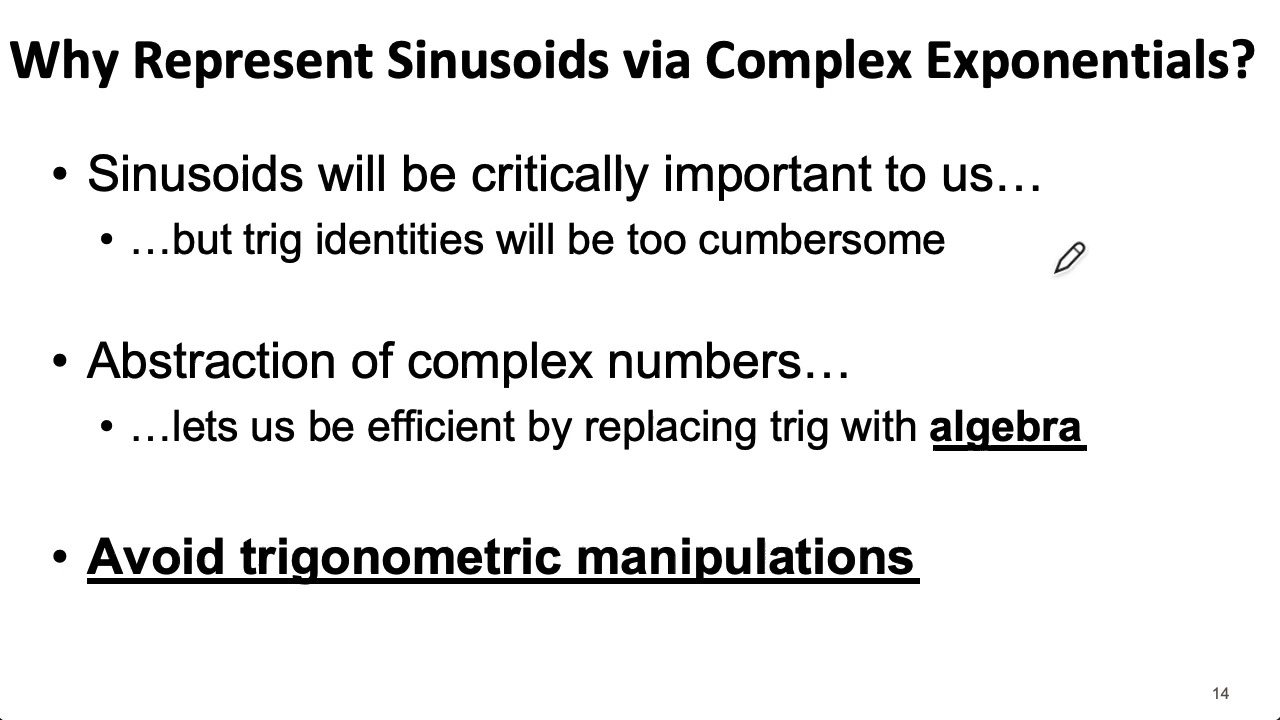 Why Represent Sinusoids via Complex Exponentials?
• Sinusoids will be critically important to us…
• …but trig identities will be too cumbersome
• Abstraction of complex numbers…
• …lets us be efficient by replacing trig with algebra
• Avoid trigonometric manipulations
14